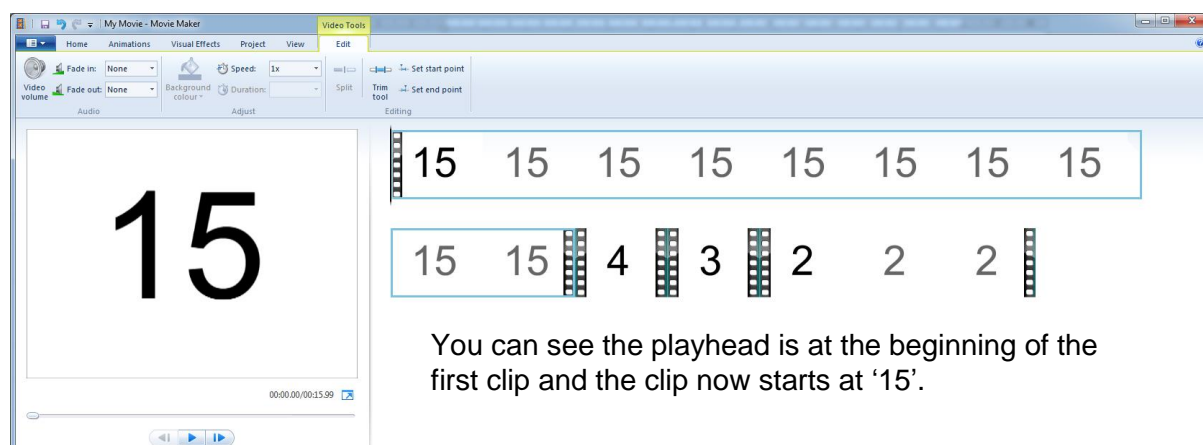 My Movie - Movie Maker
Video Tools
Home Animations Visual Effects Project View Edit
Fade in: None Speed: 1x Set start point
Video volume Fade out: None Background colour Duration: Split Trim tool Set end point
Audio Adjust Editing
15 15 15 15 15 15 15 15
15
15 15 4 3 2 2 2
You can see the playhead is at the beginning of the
first clip and the clip now starts at ‘15’.
00:00.00/00:15.99